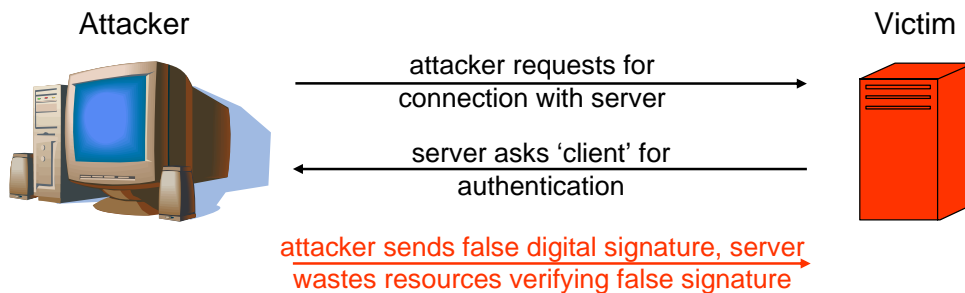 Attacker
Victim
attacker requests for
connection with server
server asks ‘client’ for
authentication
attacker sends false digital signature, server
wastes resources verifying false signature